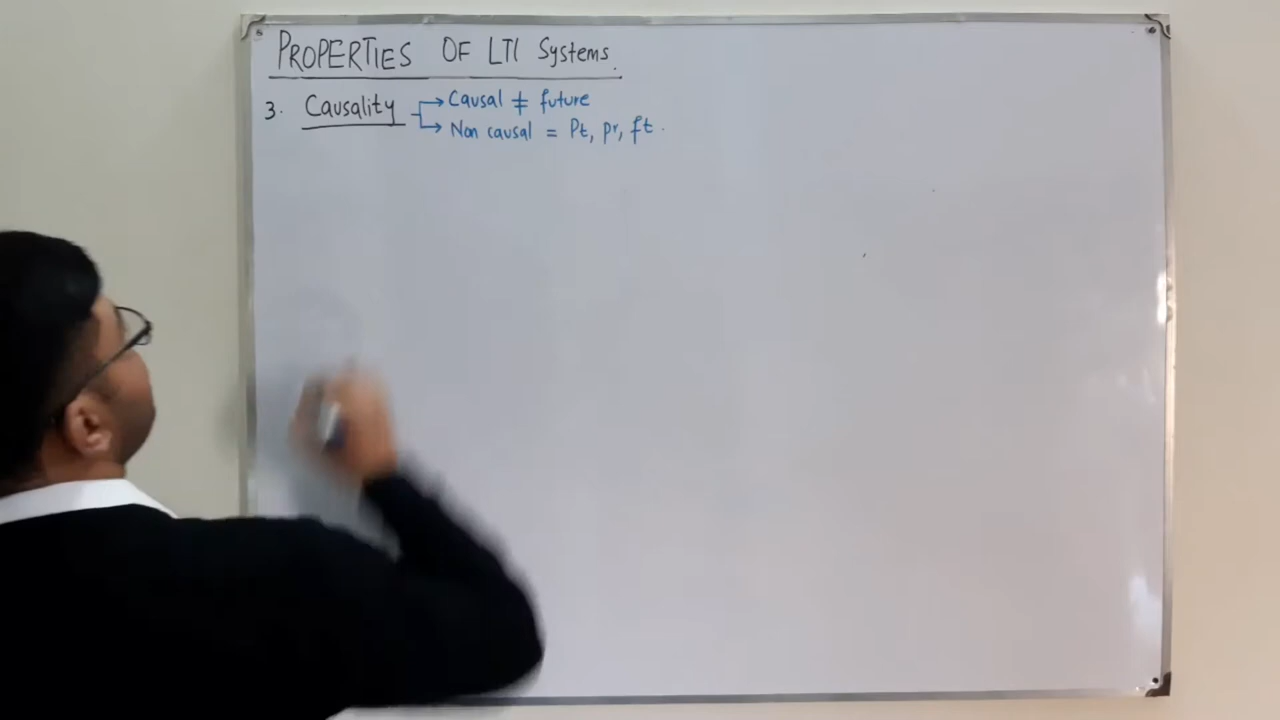 PROPERTIES OF LTI Systems.
3. Causality → Causal ≠ future
→ Non causal = Pt, pr, ft.